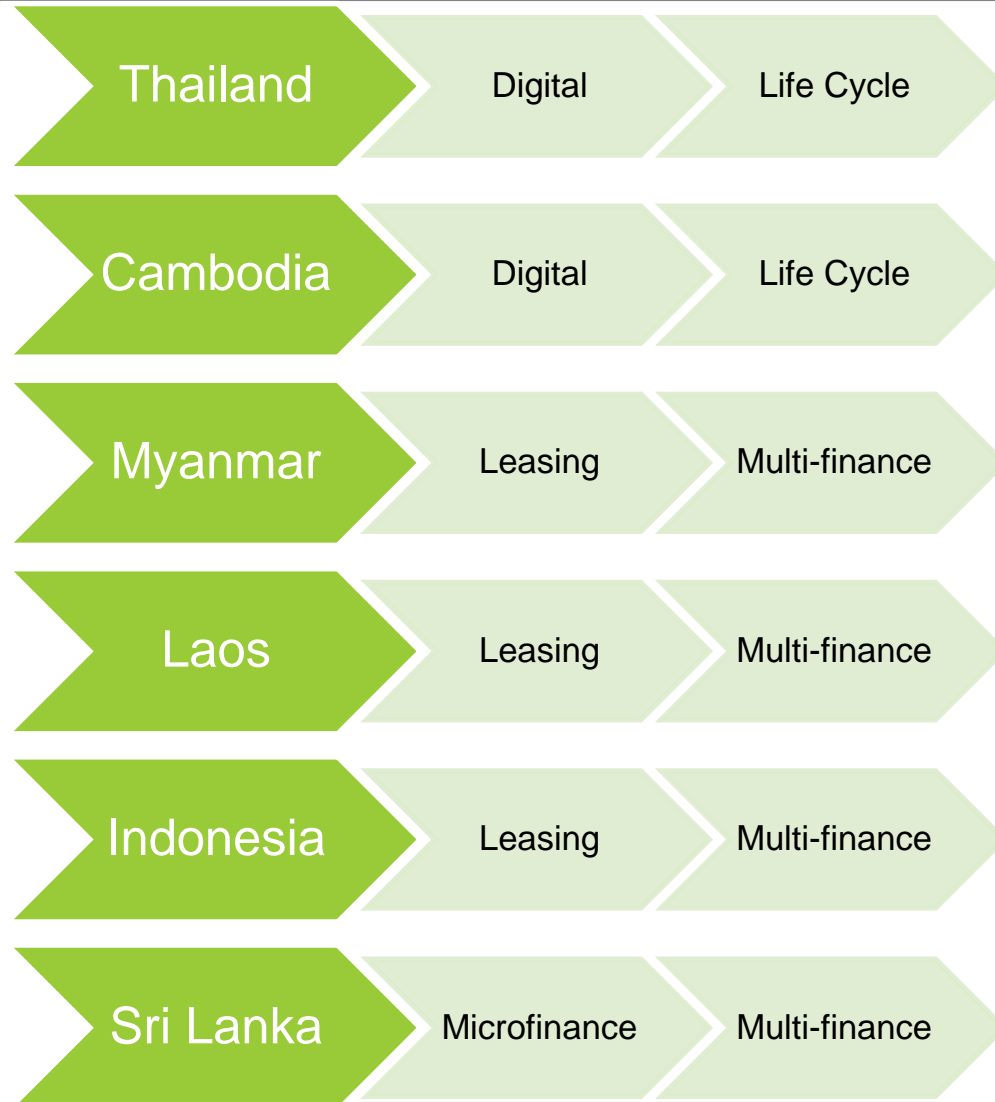 Thailand Digital Life Cycle
Cambodia Digital Life Cycle
Myanmar Leasing Multi-finance
Laos Leasing Multi-finance
Indonesia Leasing Multi-finance
Sri Lanka Microfinance Multi-finance